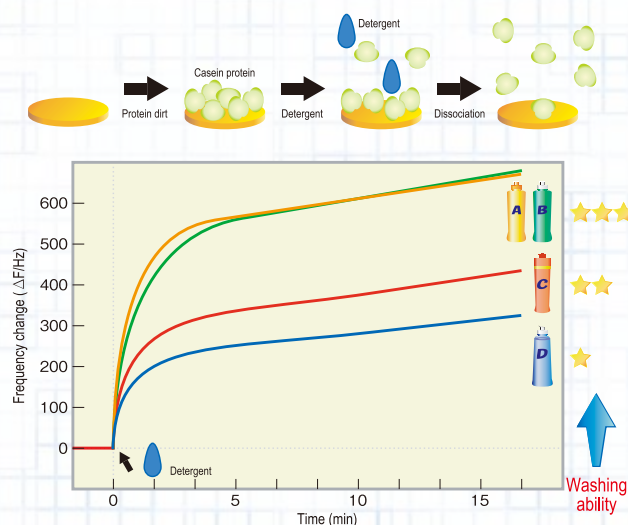 Detergent
Casein protein
Protein dirt
Detergent
Dissociation
Frequency change (△F/Hz)
600
500
400
300
200
100
0
A
B
C
D
Detergent
0
5
10
15
Time (min)
Washing
ability